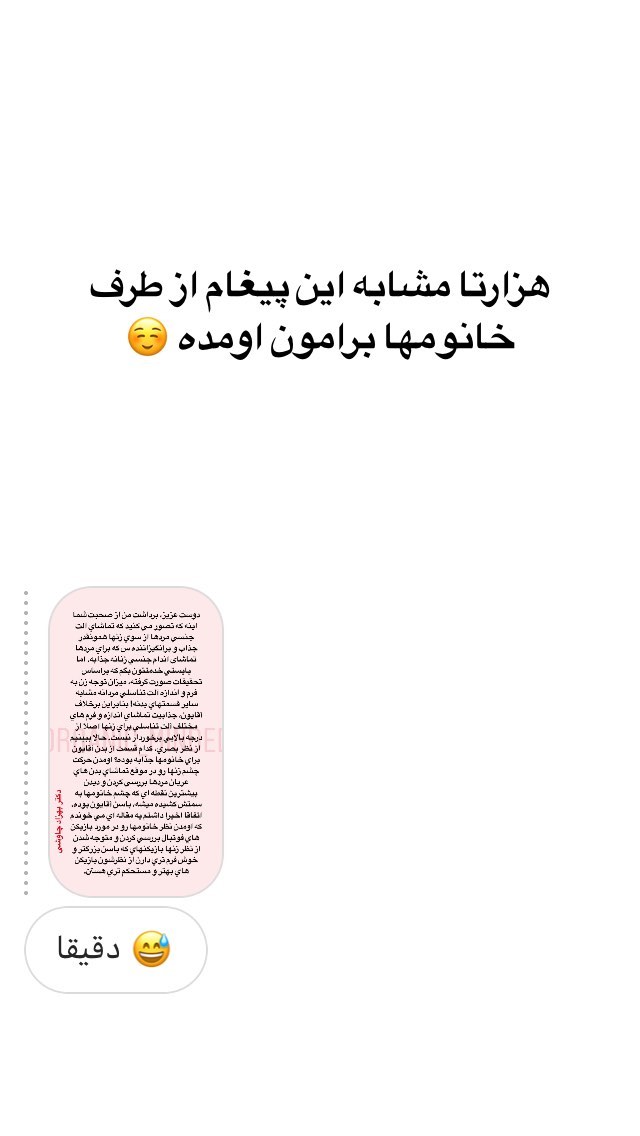 هزارتا مشابه این پیغام از طرف
خانومها برامون اومده ☺️
دوست عزیز، برداشت من از صحبت شما
اینه که تصور می کنید که تماشای الت
جنسی مردها از سوی زنها همونقدر
جذاب و برانگیزاننده س که برای مردها
تماشای اندام جنسی زنانه جذابه. اما
بایستی خدمتتون بگم که براساس
تحقیقات صورت گرفته، میزان توجه زن به
فرم و اندازه الت تناسلی مردانه مشابه
سایر قسمتهای بدنه! بنابراین برخلاف
اقایون، جذابیت تماشای اندازه و فرم های
مختلف الت تناسلی برای زنها اصلا از
درجه بالایی برخوردار نیست. حالا ببینیم
از نظر بصری، کدام قسمت از بدن آقایون
برای خانومها جذابه بوده؟ اومدن حرکت
چشم زنها رو در موقع تماشای بدن های
عریان مردها بررسی کردن و دیدن
بیشترین نقطه ای که چشم خانومها به
سمتش کشیده میشه، باسن آقایون بوده.
اتفاقا اخیرا داشتم یه مقاله ای می خوندم
که اومدن نظر خانومها رو در مورد بازیکن
های فوتبال بررسی کردن و متوجه شدن
از نظر زنها بازیکنهای که باسن بزرگتر و
خوش فرم تری دارن از نظرشون بازیکن
های بهتر و مستحکم تری هستن.
دکتر بهزاد چاوشی
دقیقا 😅